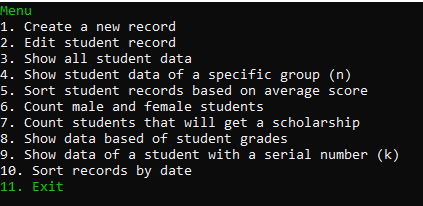 Menu
1. Create a new record
2. Edit student record
3. Show all student data
4. Show student data of a specific group (n)
5. Sort student records based on average score
6. Count male and female students
7. Count students that will get a scholarship
8. Show data based of student grades
9. Show data of a student with a serial number (k)
10. Sort records by date
11. Exit